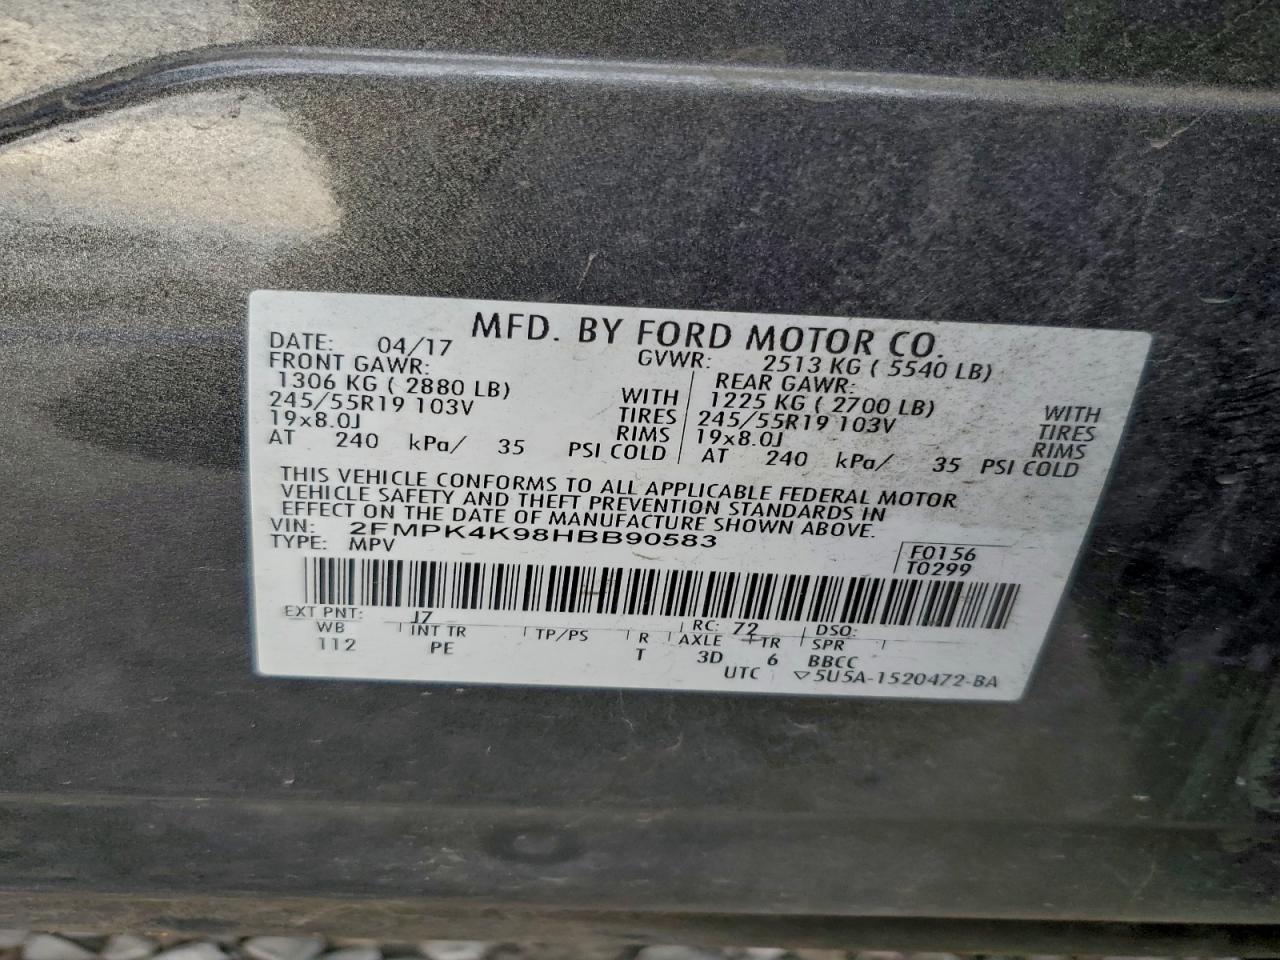 MFD. BY FORD MOTOR CO.
DATE: 04/17 GVWR: 2513 KG ( 5540 LB)
FRONT GAWR: REAR GAWR:
1306 KG ( 2880 LB) WITH 1225 KG ( 2700 LB) WITH
245/55R19 103V TIRES 245/55R19 103V TIRES
19x8.0J RIMS 19x8.0J RIMS
AT 240 kPa/ 35 PSI COLD AT 240 kPa/ 35 PSI COLD
THIS VEHICLE CONFORMS TO ALL APPLICABLE FEDERAL MOTOR
VEHICLE SAFETY AND THEFT PREVENTION STANDARDS IN
EFFECT ON THE DATE OF MANUFACTURE SHOWN ABOVE.
VIN: 2FMPK4K98HBB90583
TYPE: MPV
F0156
T0299
EXT PNT: J7 RC: 72 DSO:
WB INT TR TP/PS R AXLE TR SPR
112 PE T 3D 6 BBCC
UTC ▽5U5A-1520472-BA